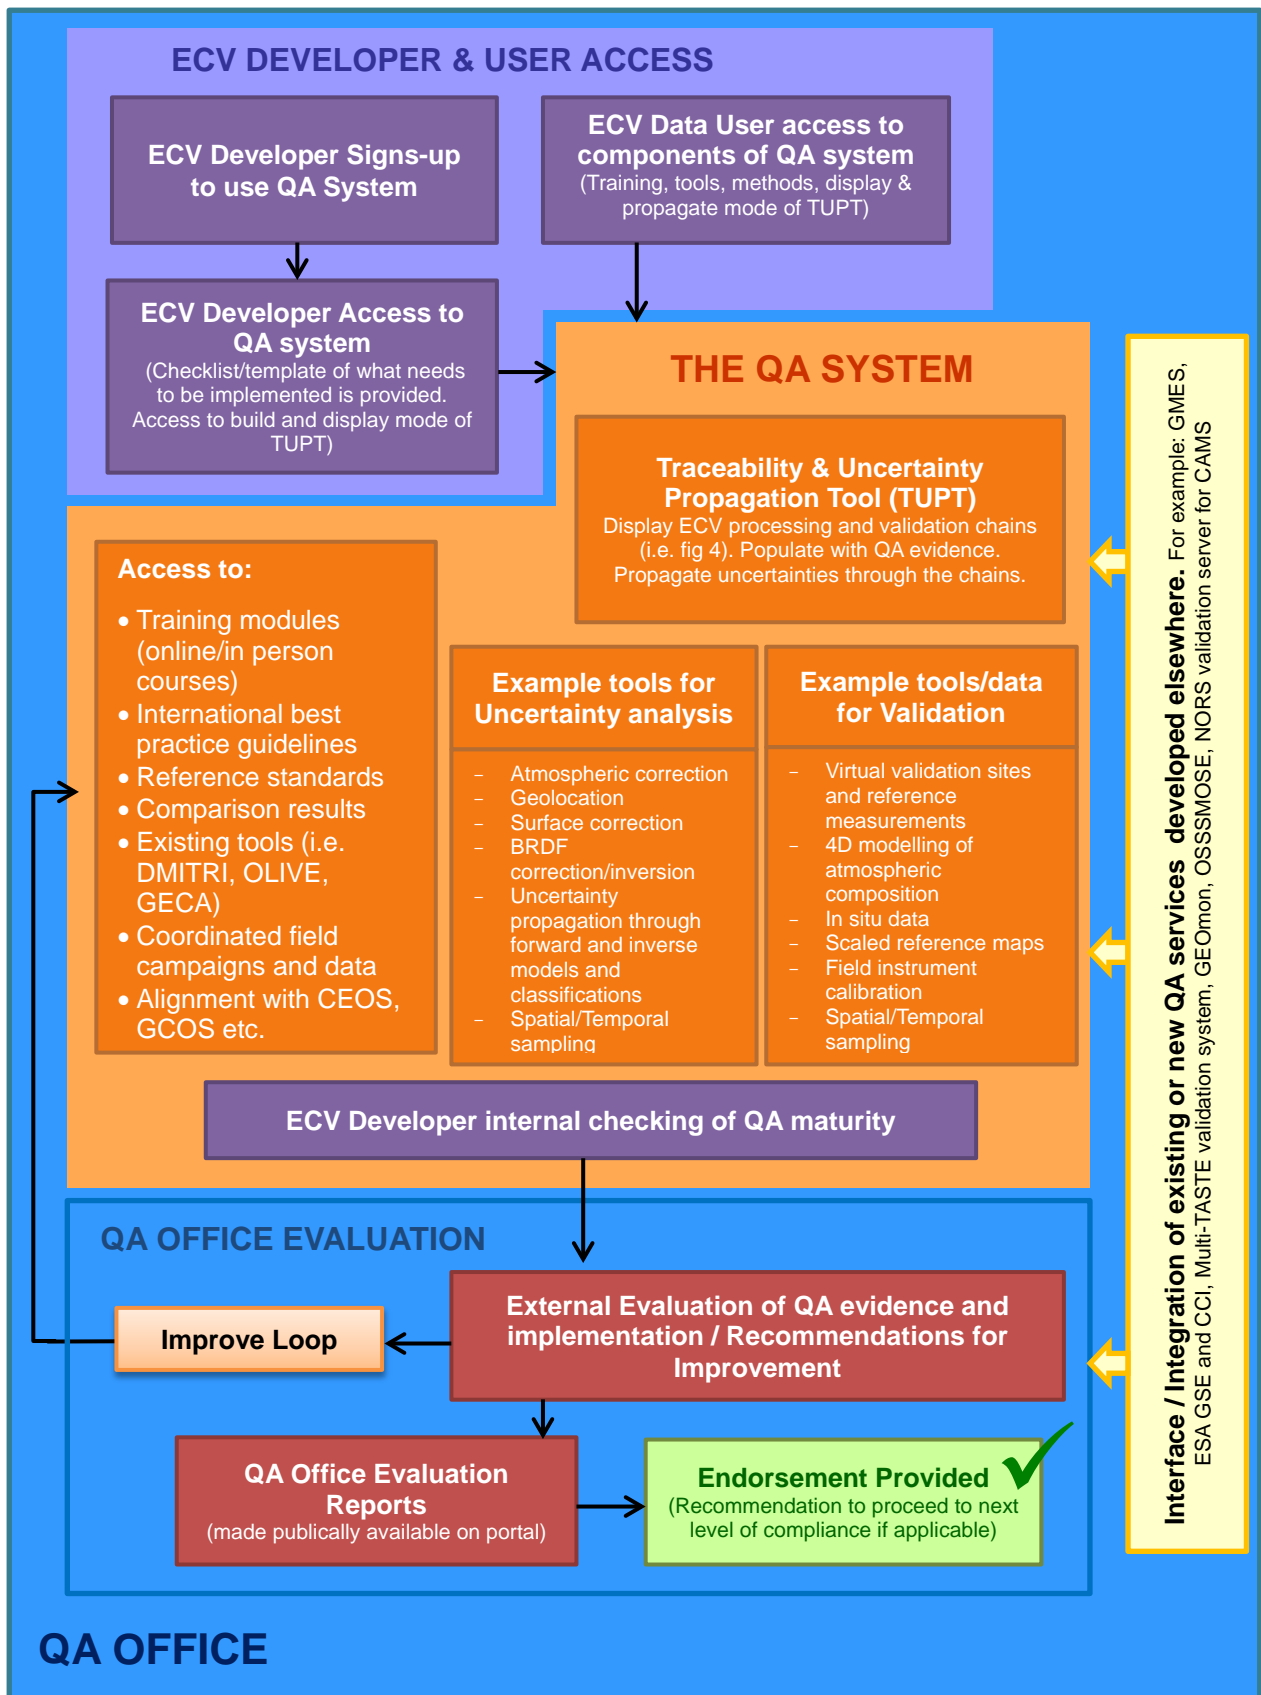 ECV DEVELOPER & USER ACCESS
ECV Developer Signs-up
to use QA System
ECV Data User access to
components of QA system
(Training, tools, methods, display &
propagate mode of TUPT)
ECV Developer Access to
QA system
(Checklist/template of what needs
to be implemented is provided.
Access to build and display mode of
TUPT)
THE QA SYSTEM
Traceability & Uncertainty
Propagation Tool (TUPT)
Display ECV processing and validation chains
(i.e. fig 4). Populate with QA evidence.
Propagate uncertainties through the chains.
Access to:
• Training modules
(online/in person
courses)
• International best
practice guidelines
• Reference standards
• Comparison results
• Existing tools (i.e.
DMITRI, OLIVE,
GECA)
• Coordinated field
campaigns and data
• Alignment with CEOS,
GCOS etc.
Example tools for
Uncertainty analysis
– Atmospheric correction
– Geolocation
– Surface correction
– BRDF
correction/inversion
– Uncertainty
propagation through
forward and inverse
models and
classifications
– Spatial/Temporal
sampling
Example tools/data
for Validation
– Virtual validation sites
and reference
measurements
– 4D modelling of
atmospheric
composition
– In situ data
– Scaled reference maps
– Field instrument
calibration
– Spatial/Temporal
sampling
ECV Developer internal checking of QA maturity
QA OFFICE EVALUATION
External Evaluation of QA evidence and
implementation / Recommendations for
Improvement
Improve Loop
QA Office Evaluation
Reports
(made publically available on portal)
Endorsement Provided
(Recommendation to proceed to next
level of compliance if applicable)
QA OFFICE
Interface / Integration of existing or new QA services developed elsewhere. For example: GMES,
ESA GSE and CCI, Multi-TASTE validation system, GEOmon, OSSSMOSE, NORS validation server for CAMS